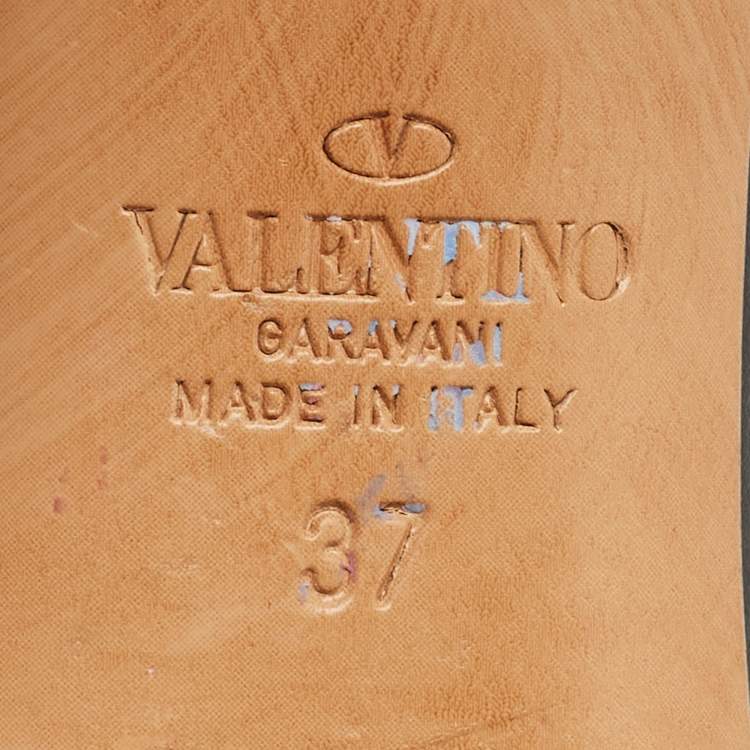 V
VALENTINO
GARAVANI
MADE IN ITALY
37